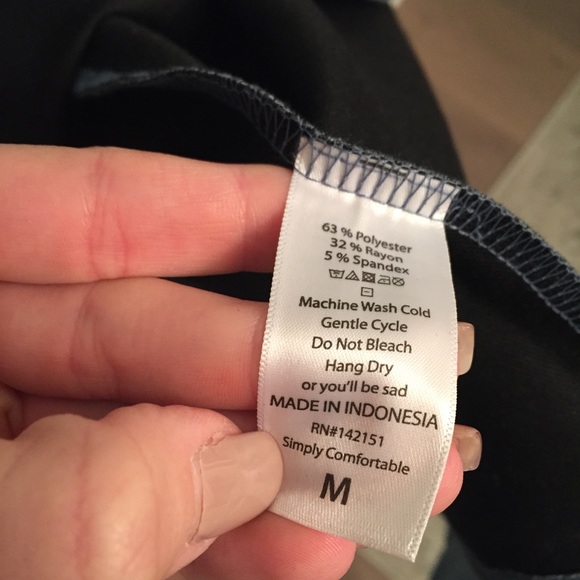 63 % Polyester
32 % Rayon
5 % Spandex
Machine Wash Cold
Gentle Cycle
Do Not Bleach
Hang Dry
or you'll be sad
MADE IN INDONESIA
RN#142151
Simply Comfortable
M